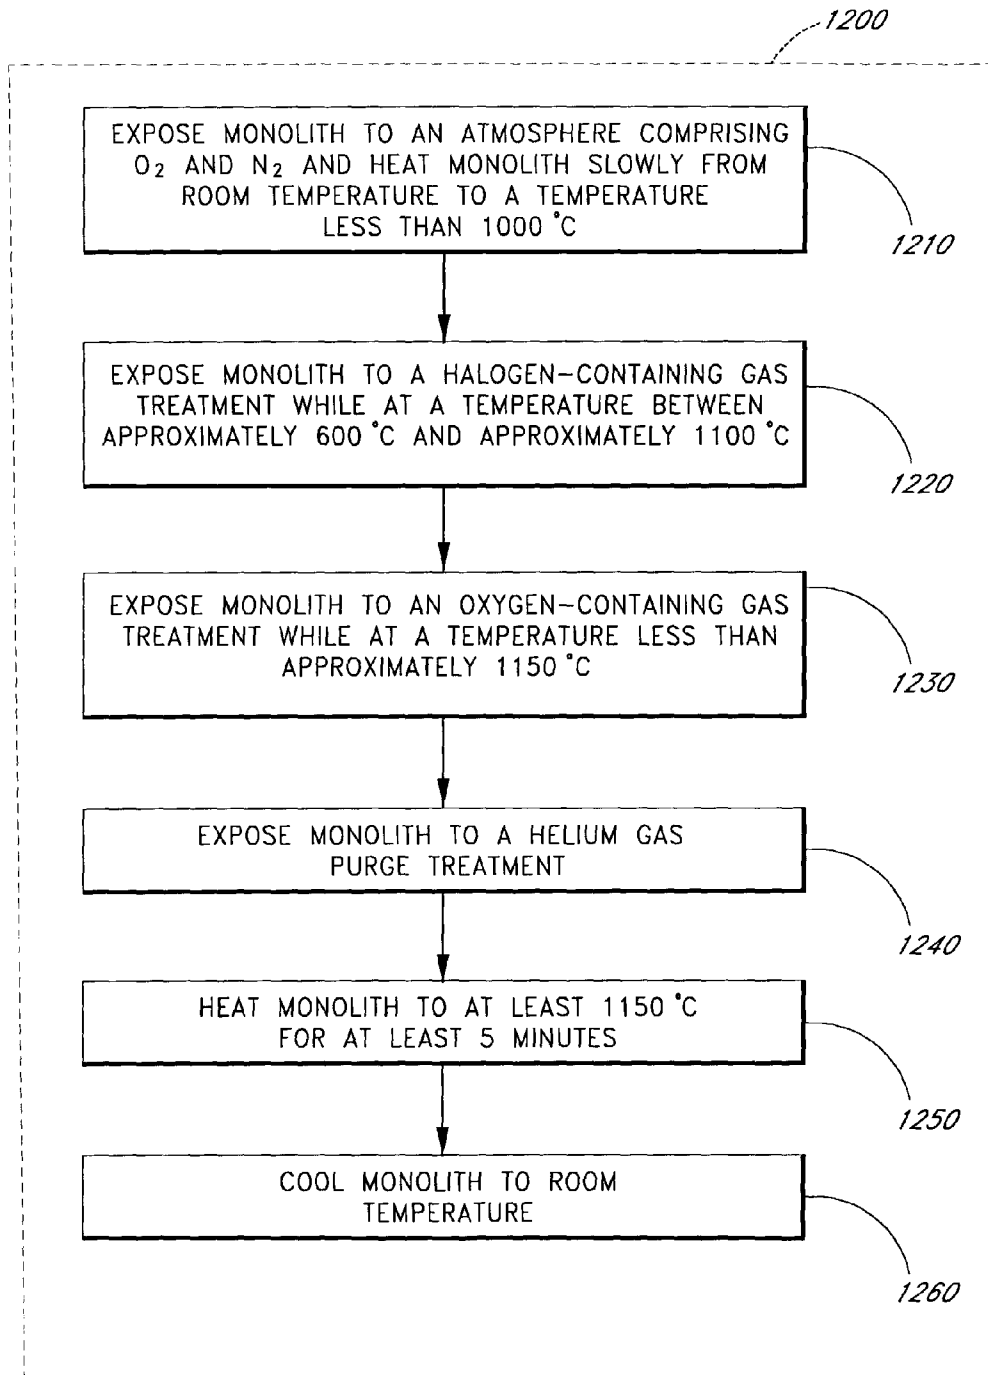 1200
EXPOSE MONOLITH TO AN ATMOSPHERE COMPRISING
O₂ AND N₂ AND HEAT MONOLITH SLOWLY FROM
ROOM TEMPERATURE TO A TEMPERATURE
LESS THAN 1000 °C
1210
EXPOSE MONOLITH TO A HALOGEN-CONTAINING GAS
TREATMENT WHILE AT A TEMPERATURE BETWEEN
APPROXIMATELY 600 °C AND APPROXIMATELY 1100 °C
1220
EXPOSE MONOLITH TO AN OXYGEN-CONTAINING GAS
TREATMENT WHILE AT A TEMPERATURE LESS THAN
APPROXIMATELY 1150 °C
1230
EXPOSE MONOLITH TO A HELIUM GAS
PURGE TREATMENT
1240
HEAT MONOLITH TO AT LEAST 1150 °C
FOR AT LEAST 5 MINUTES
1250
COOL MONOLITH TO ROOM
TEMPERATURE
1260